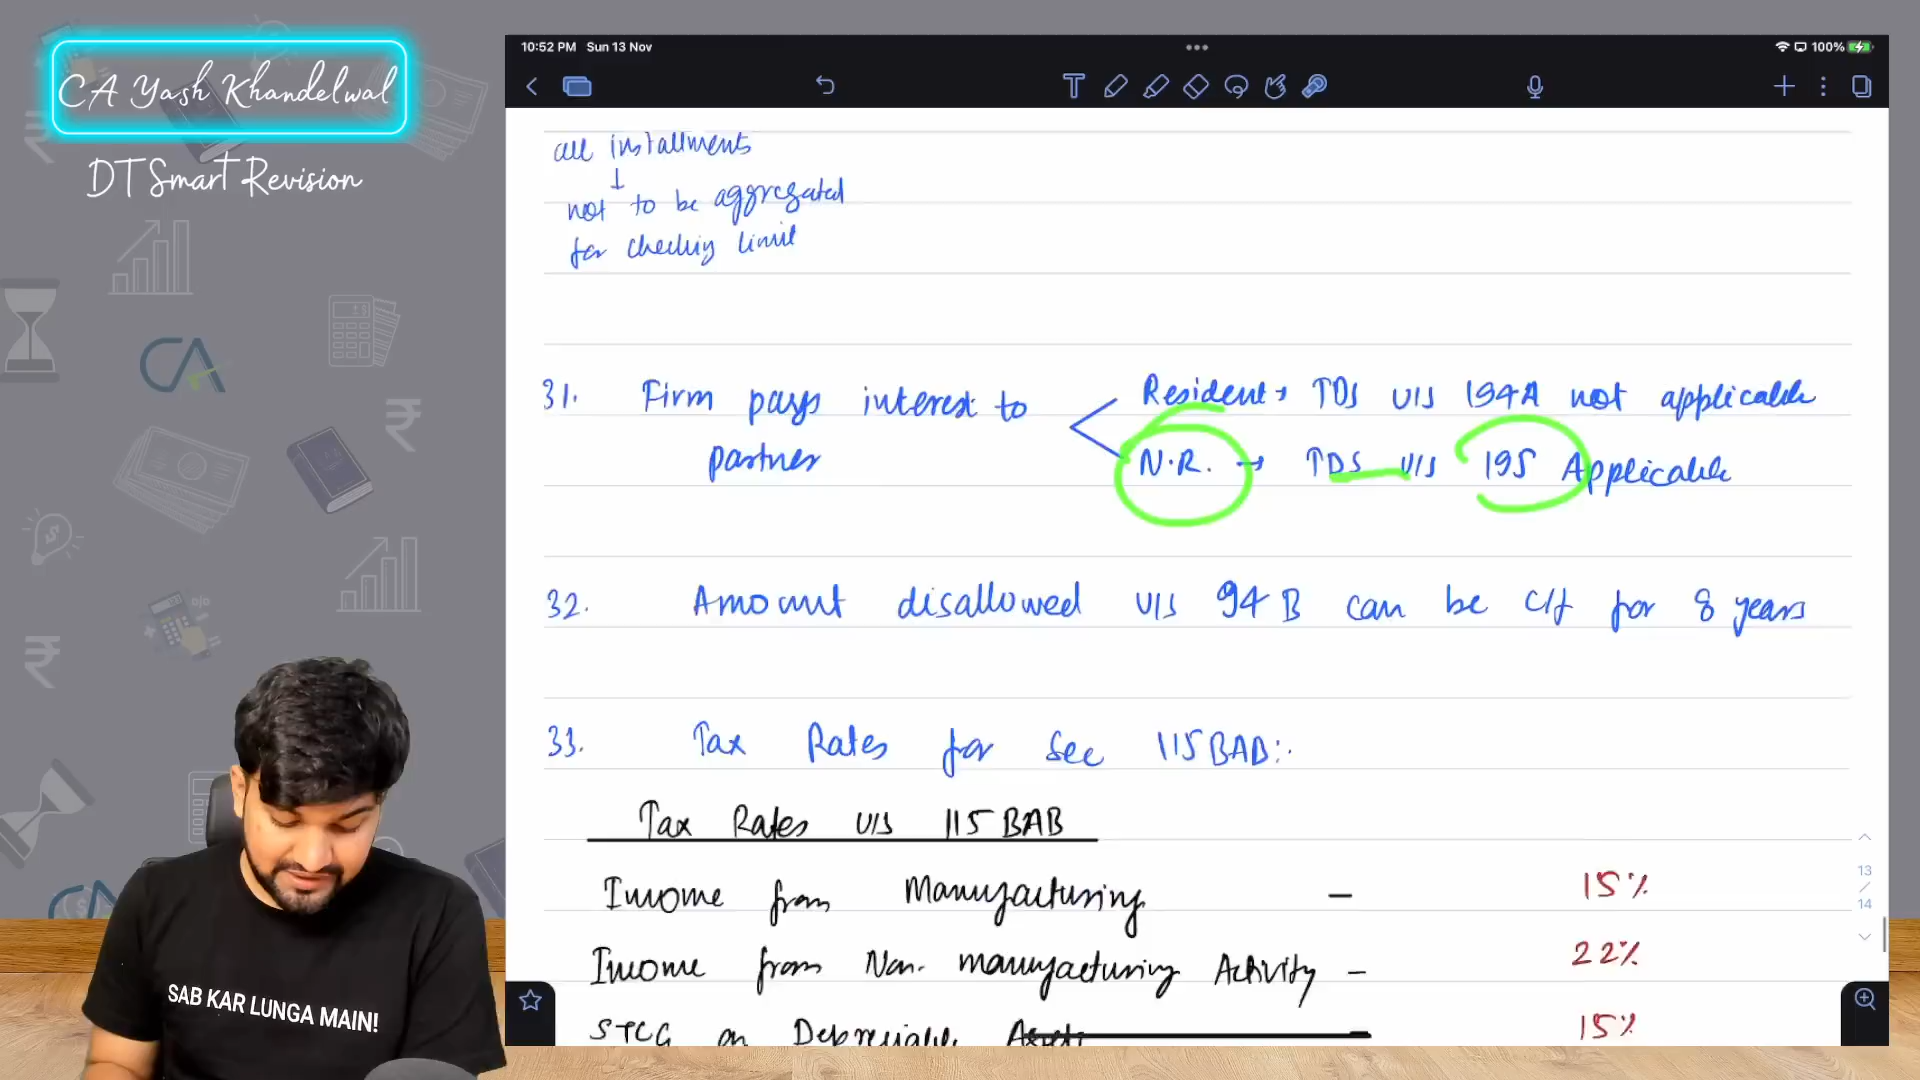 CA Yash Khandelwal
DT Smart Revision
10:52 PM Sun 13 Nov
100%
all installments
↓
not to be aggregated
for checking limit
31. Firm pays interest to partner
Resident → TDS u/s 194A not applicable
N.R. → TDS u/s 195 Applicable
32. Amount disallowed u/s 94B can be c/f for 8 years
33. Tax Rates for Sec 115BAB:-
Tax Rates u/s 115BAB
Income from Manufacturing - 15%
Income from Non-manufacturing Activity - 22%
STCG on Depreciable Assets - 15%
13
/
14
CA
SAB KAR LUNGA MAIN!